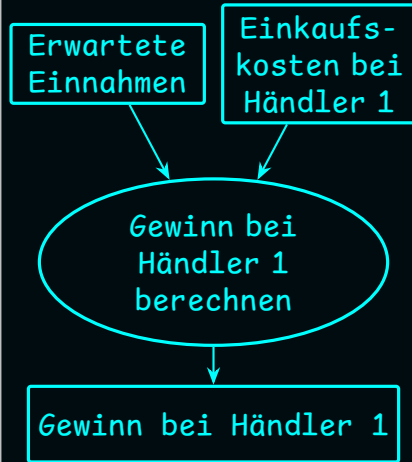 Erwartete
Einnahmen
Einkaufs-
kosten bei
Händler 1
Gewinn bei
Händler 1
berechnen
Gewinn bei Händler 1